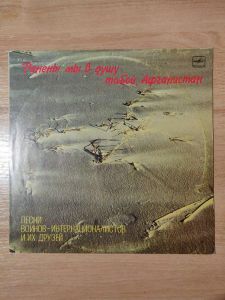 Ранены мы в душу
тобой, Афганистан
ПЕСНИ
ВОИНОВ-ИНТЕРНАЦИОНАЛИСТОВ
И ИХ ДРУЗЕЙ